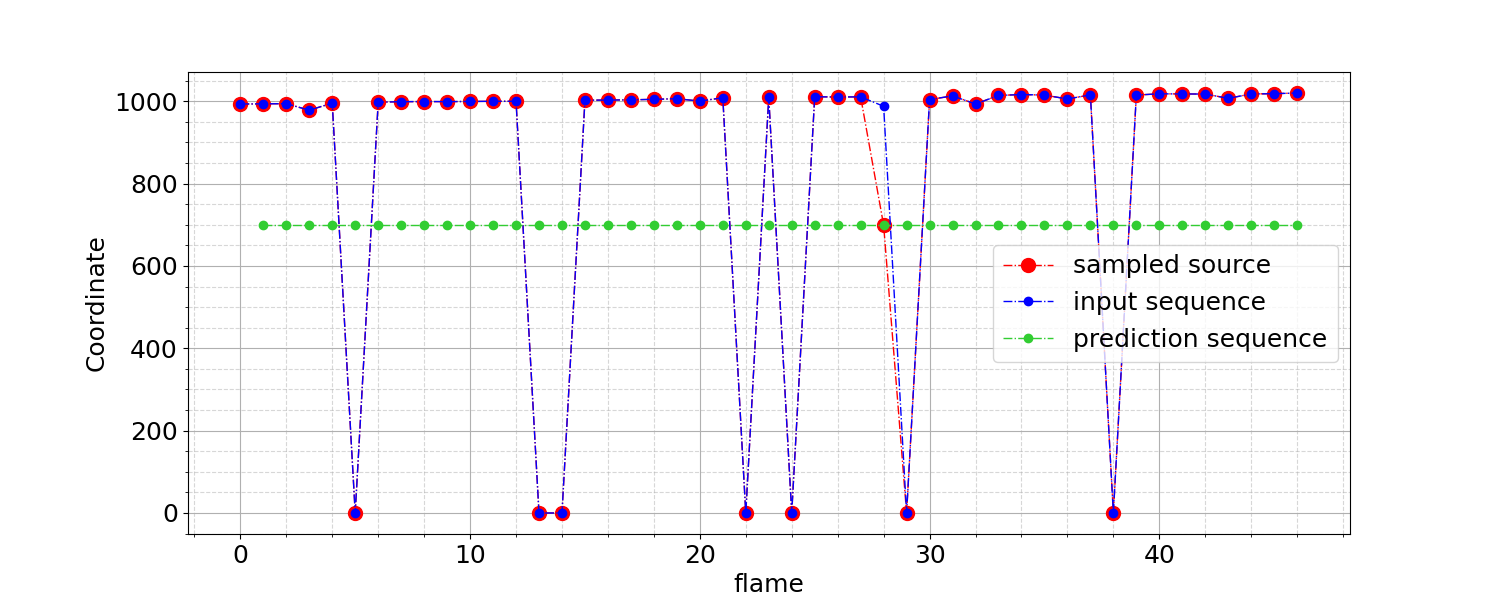 1000
800
600
400
200
0
Coordinate
sampled source
input sequence
prediction sequence
0 10 20 30 40
flame